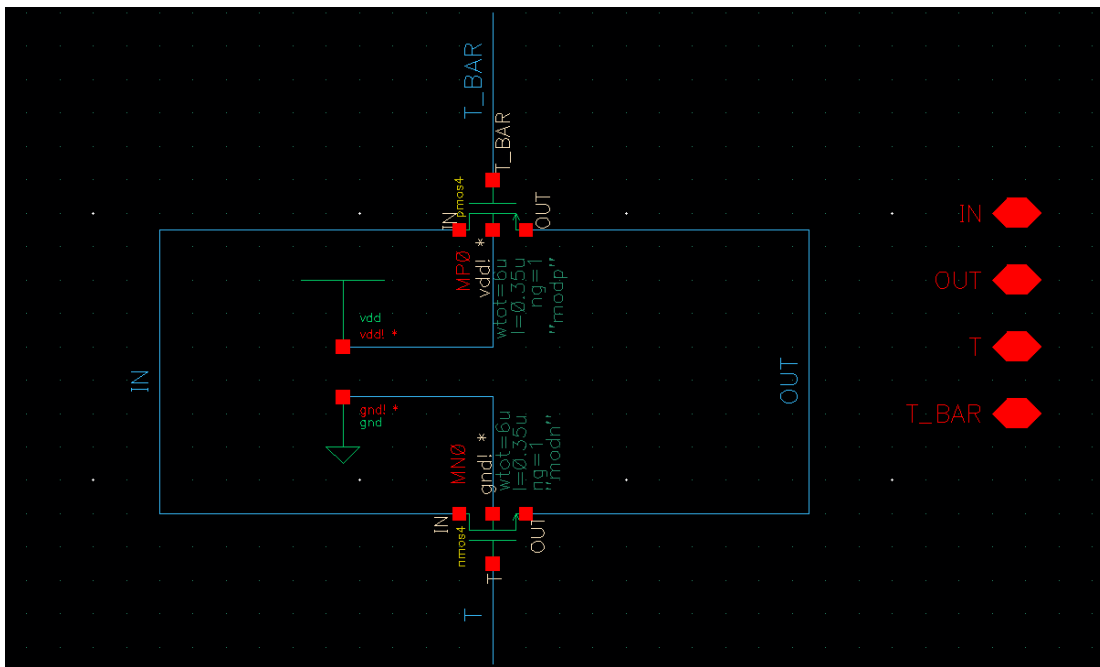 T_BAR
T_BAR
pmos4
IN
OUT
MP0
vdd! *
wtot=6u
l=0.35u
ng=1
"modp"
vdd
vdd! *
IN
OUT
gnd! *
gnd
MN0
gnd! *
wtot=6u
l=0.35u
ng=1
"modn"
IN
nmos4
OUT
T
T
IN
OUT
T
T_BAR